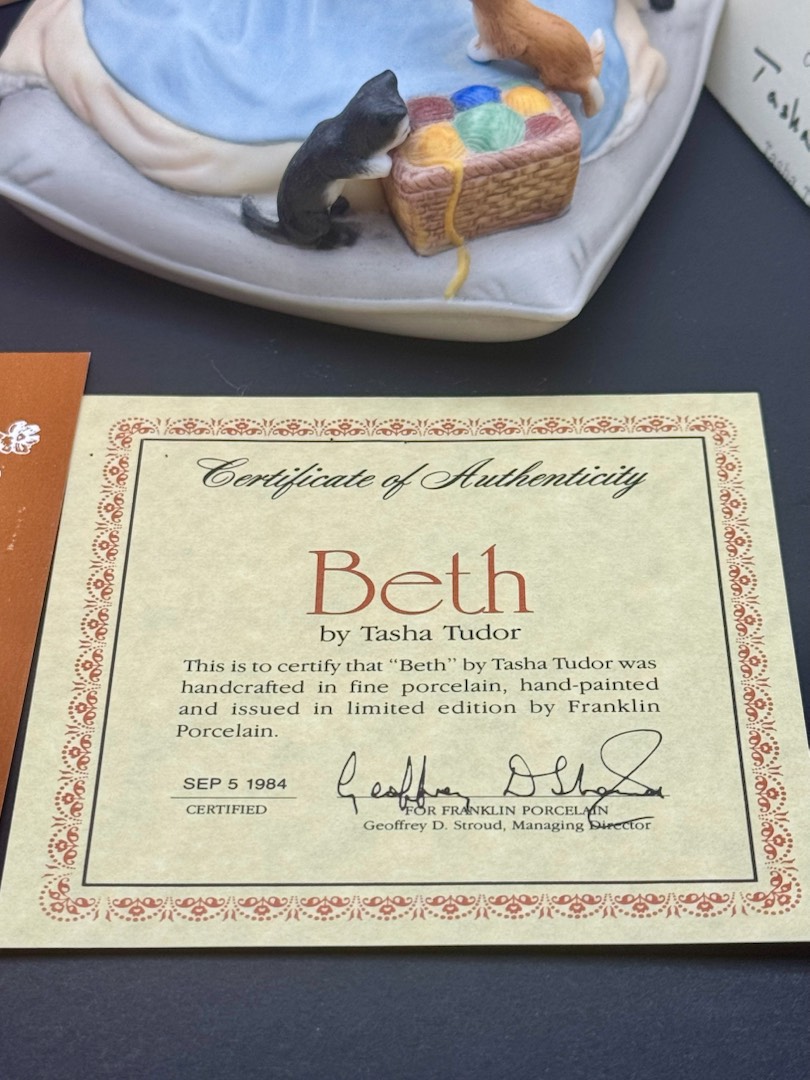 Tasha
Tasha T
Certificate of Authenticity
Beth
by Tasha Tudor
This is to certify that "Beth" by Tasha Tudor was
handcrafted in fine porcelain, hand-painted
and issued in limited edition by Franklin
Porcelain.
SEP 5 1984
CERTIFIED
Geoffrey D Stroud
FOR FRANKLIN PORCELAIN
Geoffrey D. Stroud, Managing Director